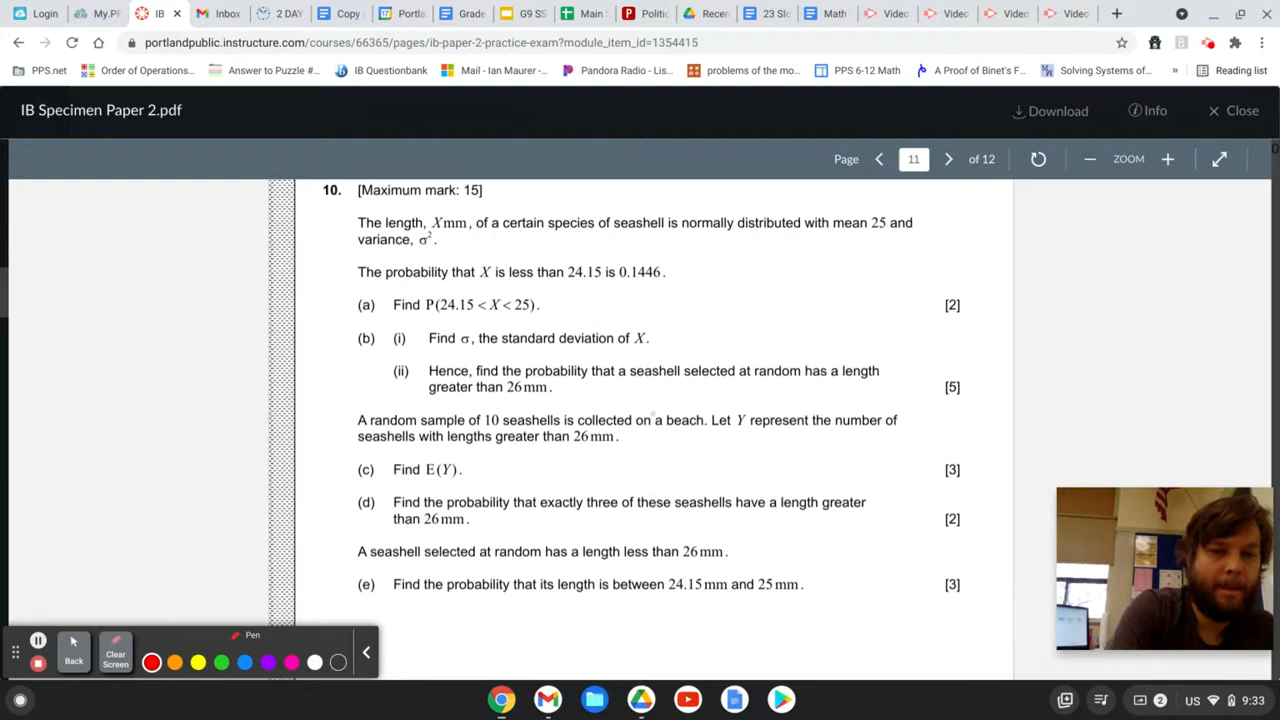 Login
My.PF
IB
Inbox
2 DAY
Copy
Portla
Grade
G9 SS
Main
Politic
Recen
23 Slo
Math
Video
Video
Video
Video
portlandpublic.instructure.com/courses/66365/pages/ib-paper-2-practice-exam?module_item_id=1354415
PPS.net
Order of Operations...
Answer to Puzzle #...
IB Questionbank
Mail - Ian Maurer -...
Pandora Radio - Lis...
problems of the mo...
PPS 6-12 Math
A Proof of Binet's F...
Solving Systems of...
»
Reading list
IB Specimen Paper 2.pdf
Download
Info
Close
Page
11
of 12
ZOOM
10. [Maximum mark: 15]
The length, X mm, of a certain species of seashell is normally distributed with mean 25 and
variance, σ².
The probability that X is less than 24.15 is 0.1446.
(a) Find P(24.15 < X < 25). [2]
(b) (i) Find σ, the standard deviation of X.
(ii) Hence, find the probability that a seashell selected at random has a length
greater than 26 mm. [5]
A random sample of 10 seashells is collected on a beach. Let Y represent the number of
seashells with lengths greater than 26 mm.
(c) Find E(Y). [3]
(d) Find the probability that exactly three of these seashells have a length greater
than 26 mm. [2]
A seashell selected at random has a length less than 26 mm.
(e) Find the probability that its length is between 24.15 mm and 25 mm. [3]
Pen
Back
Clear
Screen
2
US
9:33